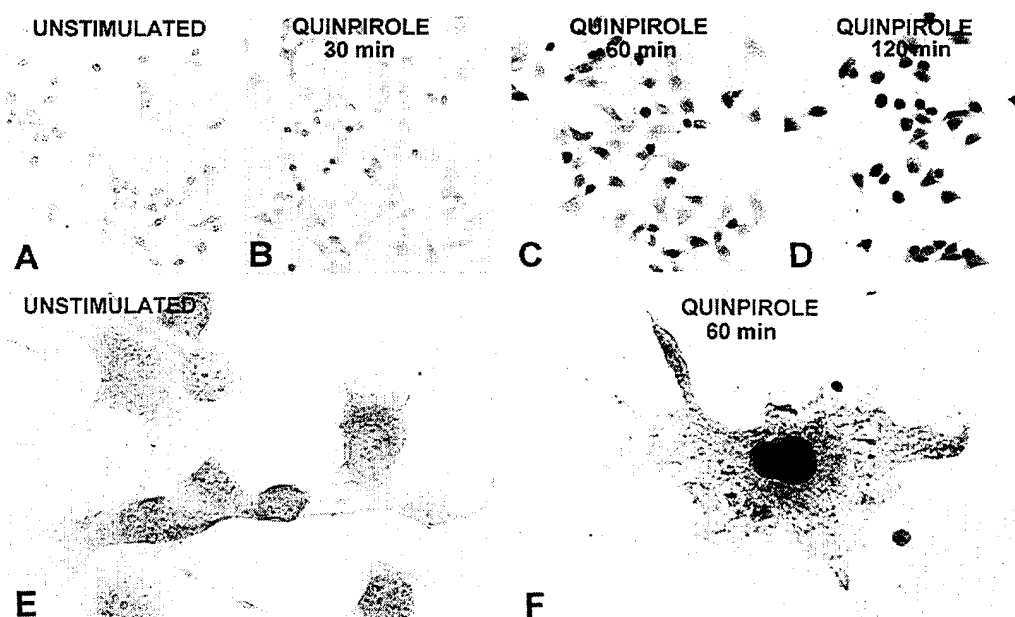 UNSTIMULATED
QUINPIROLE
30 min
QUINPIROLE
60 min
QUINPIROLE
120 min
A
B
C
D
UNSTIMULATED
QUINPIROLE
60 min
E
F